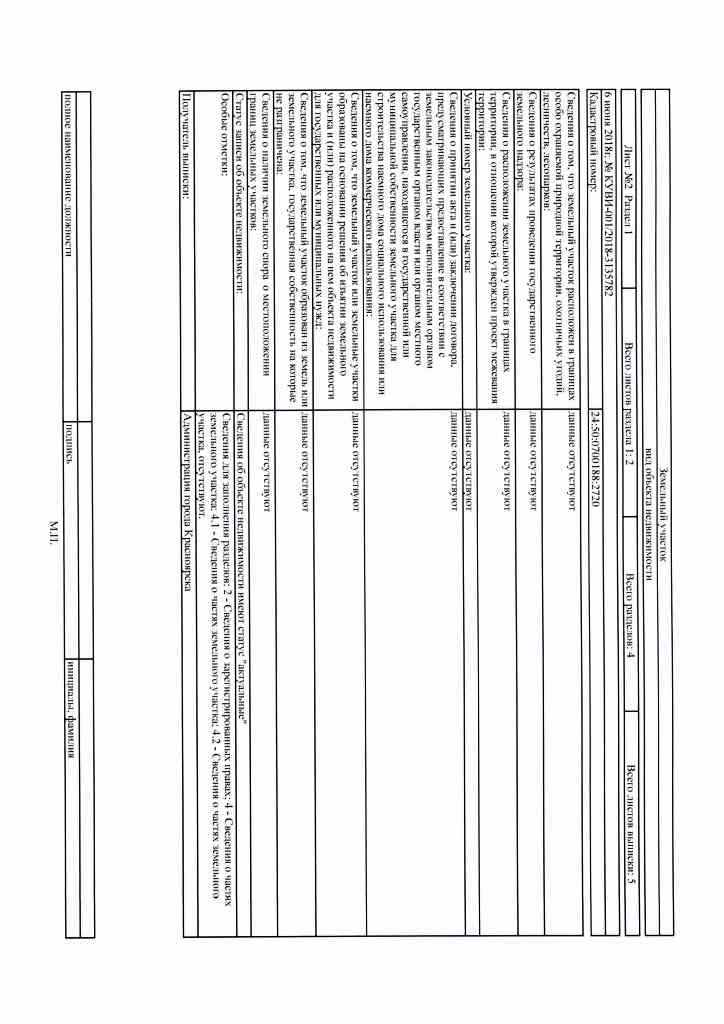 Земельный участок
вид объекта недвижимости
Лист №2 Раздел 1 Всего листов раздела 1: 2 Всего разделов: 4 Всего листов выписки: 5
6 июня 2018г. № КУВИ-001/2018-3135782
Кадастровый номер: 24:50:0700188:2720
Сведения о том, что земельный участок расположен в границах
особо охраняемой природной территории, охотничьих угодий,
лесничеств, лесопарков:
данные отсутствуют
Сведения о результатах проведения государственного
земельного надзора:
данные отсутствуют
Сведения о расположении земельного участка в границах
территории, в отношении которой утвержден проект межевания
территории:
данные отсутствуют
Условный номер земельного участка: данные отсутствуют
Сведения о принятии акта и (или) заключении договора,
предусматривающих предоставление в соответствии с
земельным законодательством исполнительным органом
государственным органом власти или органом местного
самоуправления, находящегося в государственной или
муниципальной собственности земельного участка для
строительства наемного дома социального использования или
наемного дома коммерческого использования:
данные отсутствуют
Сведения о том, что земельный участок или земельные участки
образованы на основании решения об изъятии земельного
участка и (или) расположенного на нем объекта недвижимости
для государственных или муниципальных нужд:
данные отсутствуют
Сведения о том, что земельный участок образован из земель или
земельного участка, государственная собственность на которые
не разграничена:
данные отсутствуют
Сведения о наличии земельного спора о местоположении
границ земельных участков:
данные отсутствуют
Статус записи об объекте недвижимости: Сведения об объекте недвижимости имеют статус "актуальные"
Особые отметки: Сведения для заполнения разделов: 2 - Сведения о зарегистрированных правах; 4 - Сведения о частях
земельного участка; 4.1 - Сведения о частях земельного участка; 4.2 - Сведения о частях земельного
участка, отсутствуют.
Получатель выписки: Администрация города Красноярска
полное наименование должности подпись инициалы, фамилия
М.П.